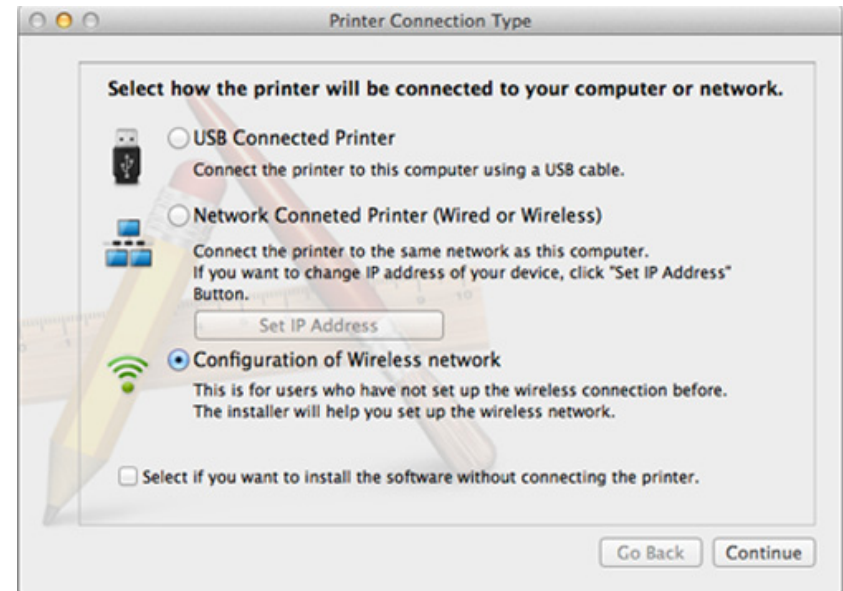 Printer Connection Type
Select how the printer will be connected to your computer or network.
USB Connected Printer
Connect the printer to this computer using a USB cable.
Network Conneted Printer (Wired or Wireless)
Connect the printer to the same network as this computer.
If you want to change IP address of your device, click "Set IP Address"
Button.
Set IP Address
Configuration of Wireless network
This is for users who have not set up the wireless connection before.
The installer will help you set up the wireless network.
Select if you want to install the software without connecting the printer.
Go Back Continue